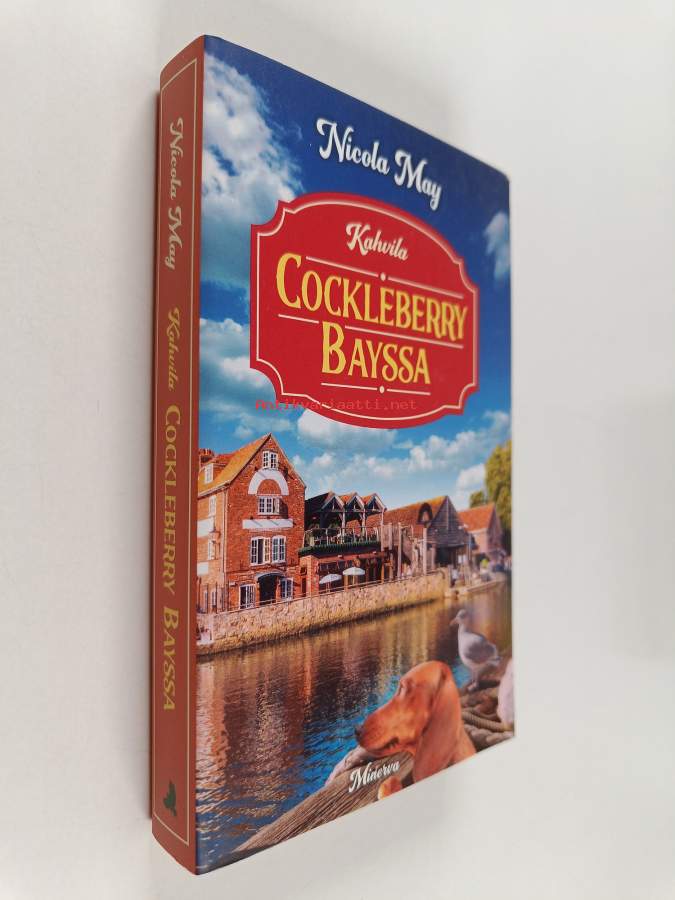 Nicola May
Kahvila
COCKLEBERRY
BAYSSA
Antikvariaatti.net
Minerva
Nicola May Kahvila COCKLEBERRY BAYSSA